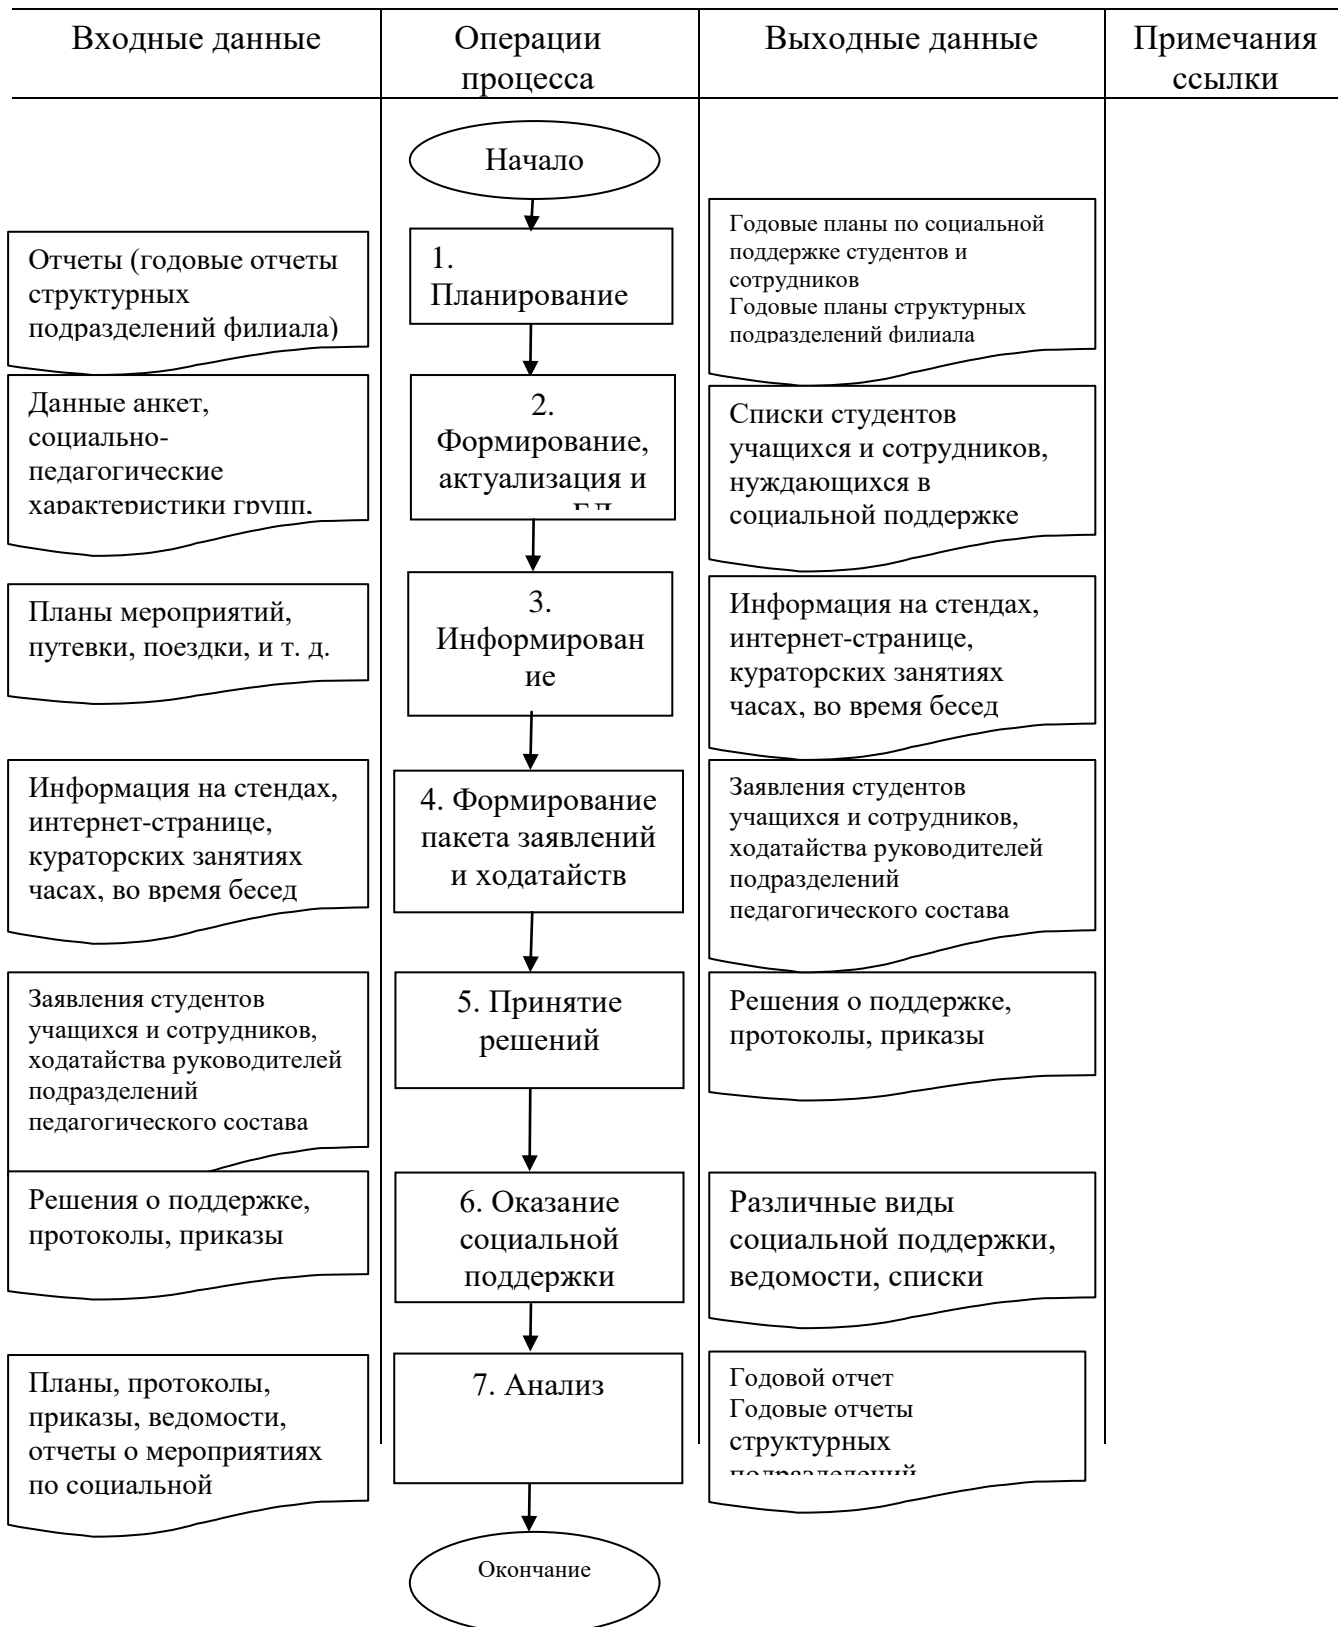 Входные данные
Операции
процесса
Выходные данные
Примечания
ссылки
Начало
Отчеты (годовые отчеты
структурных
подразделений филиала)
1.
Планирование
Годовые планы по социальной
поддержке студентов и
сотрудников
Годовые планы структурных
подразделений филиала
Данные анкет,
социально-
педагогические
характеристики групп,
2.
Формирование,
актуализация и
БД
Списки студентов
учащихся и сотрудников,
нуждающихся в
социальной поддержке
Планы мероприятий,
путевки, поездки, и т. д.
3.
Информирован
ие
Информация на стендах,
интернет-странице,
кураторских занятиях
часах, во время бесед
Информация на стендах,
интернет-странице,
кураторских занятиях
часах, во время бесед
4. Формирование
пакета заявлений
и ходатайств
Заявления студентов
учащихся и сотрудников,
ходатайства руководителей
подразделений
педагогического состава
Заявления студентов
учащихся и сотрудников,
ходатайства руководителей
подразделений
педагогического состава
5. Принятие
решений
Решения о поддержке,
протоколы, приказы
Решения о поддержке,
протоколы, приказы
6. Оказание
социальной
поддержки
Различные виды
социальной поддержки,
ведомости, списки
Планы, протоколы,
приказы, ведомости,
отчеты о мероприятиях
по социальной
7. Анализ
Годовой отчет
Годовые отчеты
структурных
подразделений
Окончание